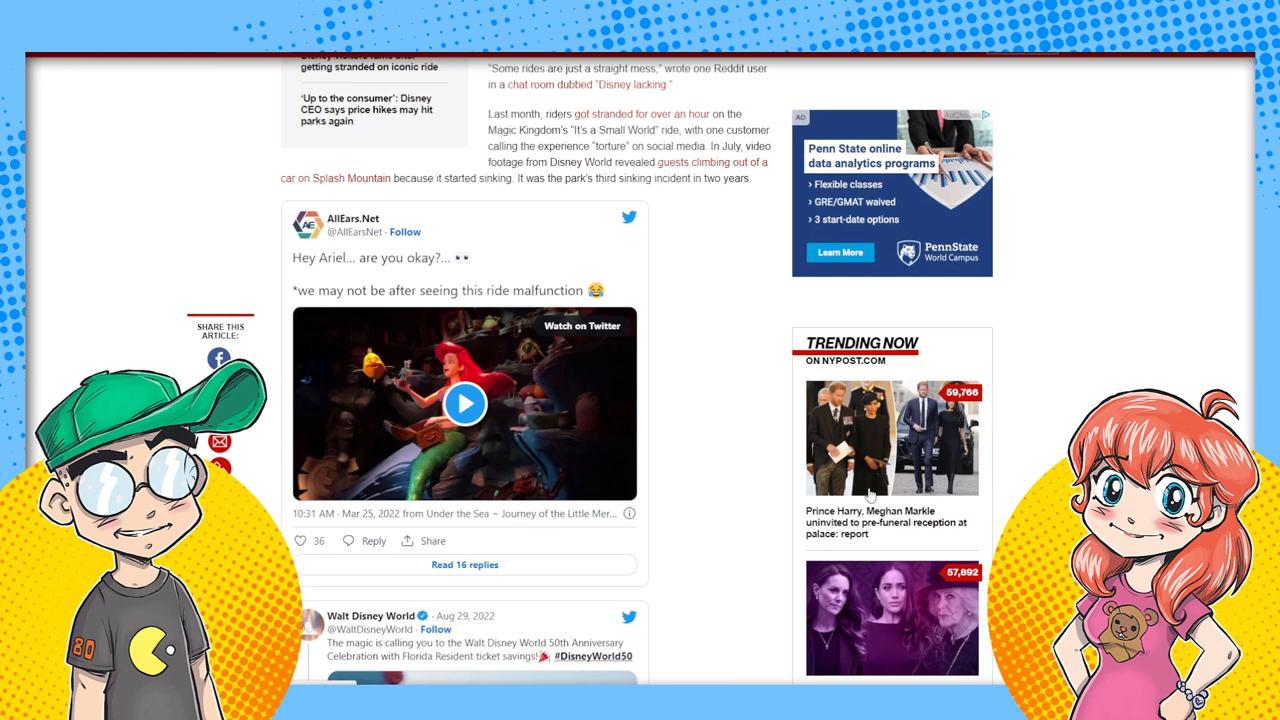 getting stranded on iconic ride
‘Up to the consumer’: Disney
CEO says price hikes may hit
parks again
“Some rides are just a straight mess,” wrote one Reddit user
in a chat room dubbed “Disney lacking.”
Last month, riders got stranded for over an hour on the
Magic Kingdom’s “It’s a Small World” ride, with one customer
calling the experience “torture” on social media. In July, video
footage from Disney World revealed guests climbing out of a
car on Splash Mountain because it started sinking. It was the park’s third sinking incident in two years.
SHARE THIS
ARTICLE:
AllEars.Net
@AllEarsNet · Follow
Hey Ariel... are you okay?... 👀
*we may not be after seeing this ride malfunction 😂
Watch on Twitter
10:31 AM · Mar 25, 2022 from Under the Sea ~ Journey of the Little Mer...
36 Reply Share
Read 16 replies
Walt Disney World · Aug 29, 2022
@WaltDisneyWorld · Follow
The magic is calling you to the Walt Disney World 50th Anniversary
Celebration with Florida Resident ticket savings!🎉 #DisneyWorld50
AD
AdChoices
Penn State online
data analytics programs
› Flexible classes
› GRE/GMAT waived
› 3 start-date options
Learn More
PennState
World Campus
TRENDING NOW
ON NYPOST.COM
59,766
Prince Harry, Meghan Markle
uninvited to pre-funeral reception at
palace: report
57,892
80